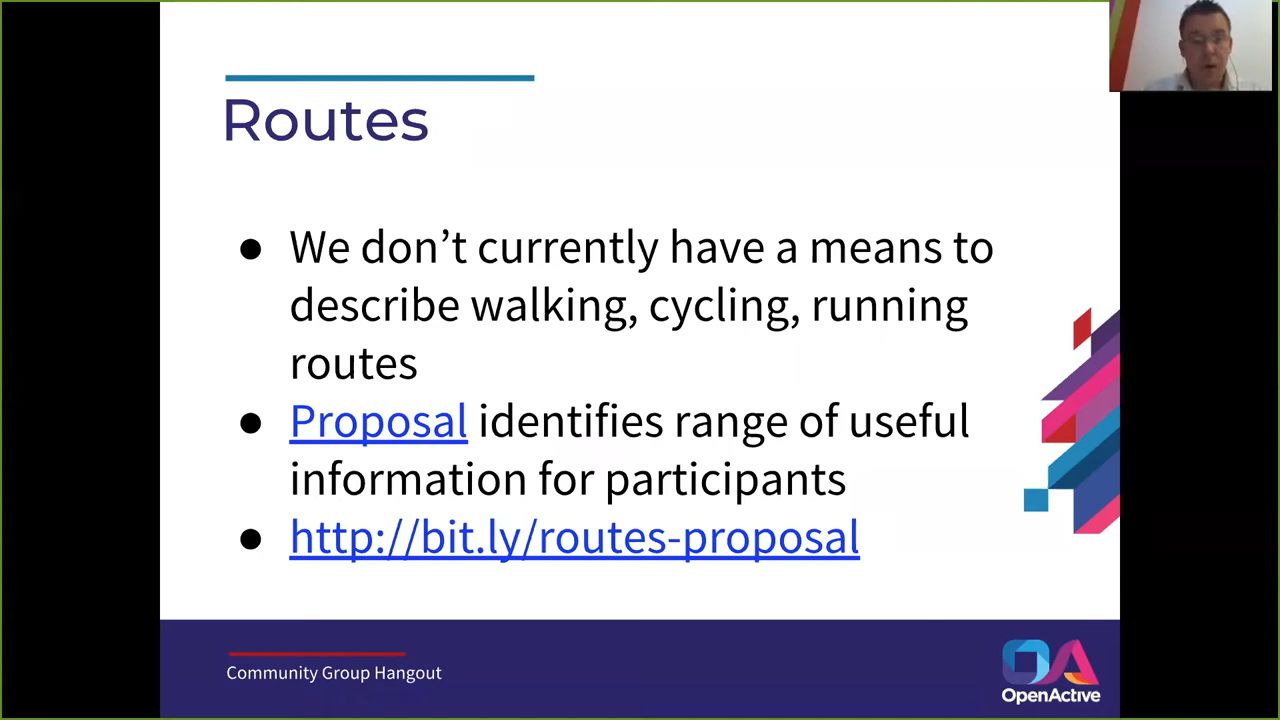 Routes
● We don’t currently have a means to
describe walking, cycling, running
routes
● Proposal identifies range of useful
information for participants
● http://bit.ly/routes-proposal
Community Group Hangout
OA
OpenActive